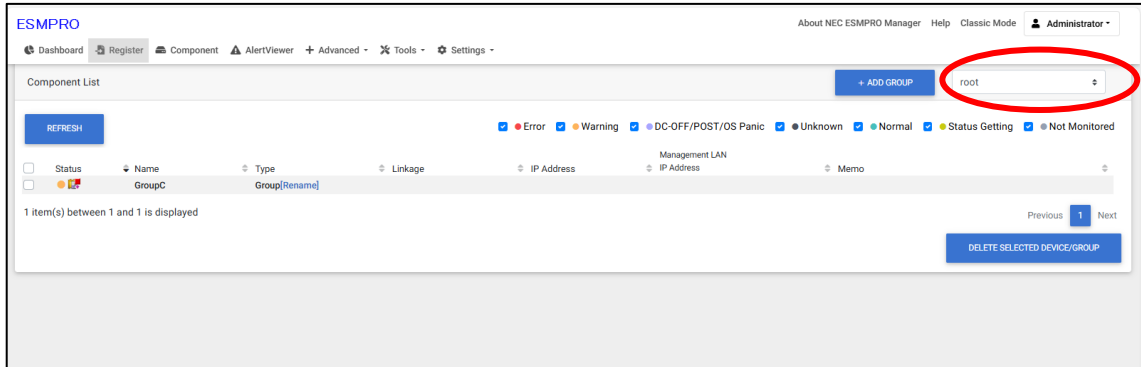 ESMPRO
About NEC ESMPRO Manager Help Classic Mode Administrator
Dashboard Register Component AlertViewer Advanced Tools Settings
Component List
+ ADD GROUP
root
REFRESH
Error Warning DC-OFF/POST/OS Panic Unknown Normal Status Getting Not Monitored
Status Name Type Linkage IP Address Management LAN IP Address Memo
GroupC Group[Rename]
1 item(s) between 1 and 1 is displayed
Previous 1 Next
DELETE SELECTED DEVICE/GROUP